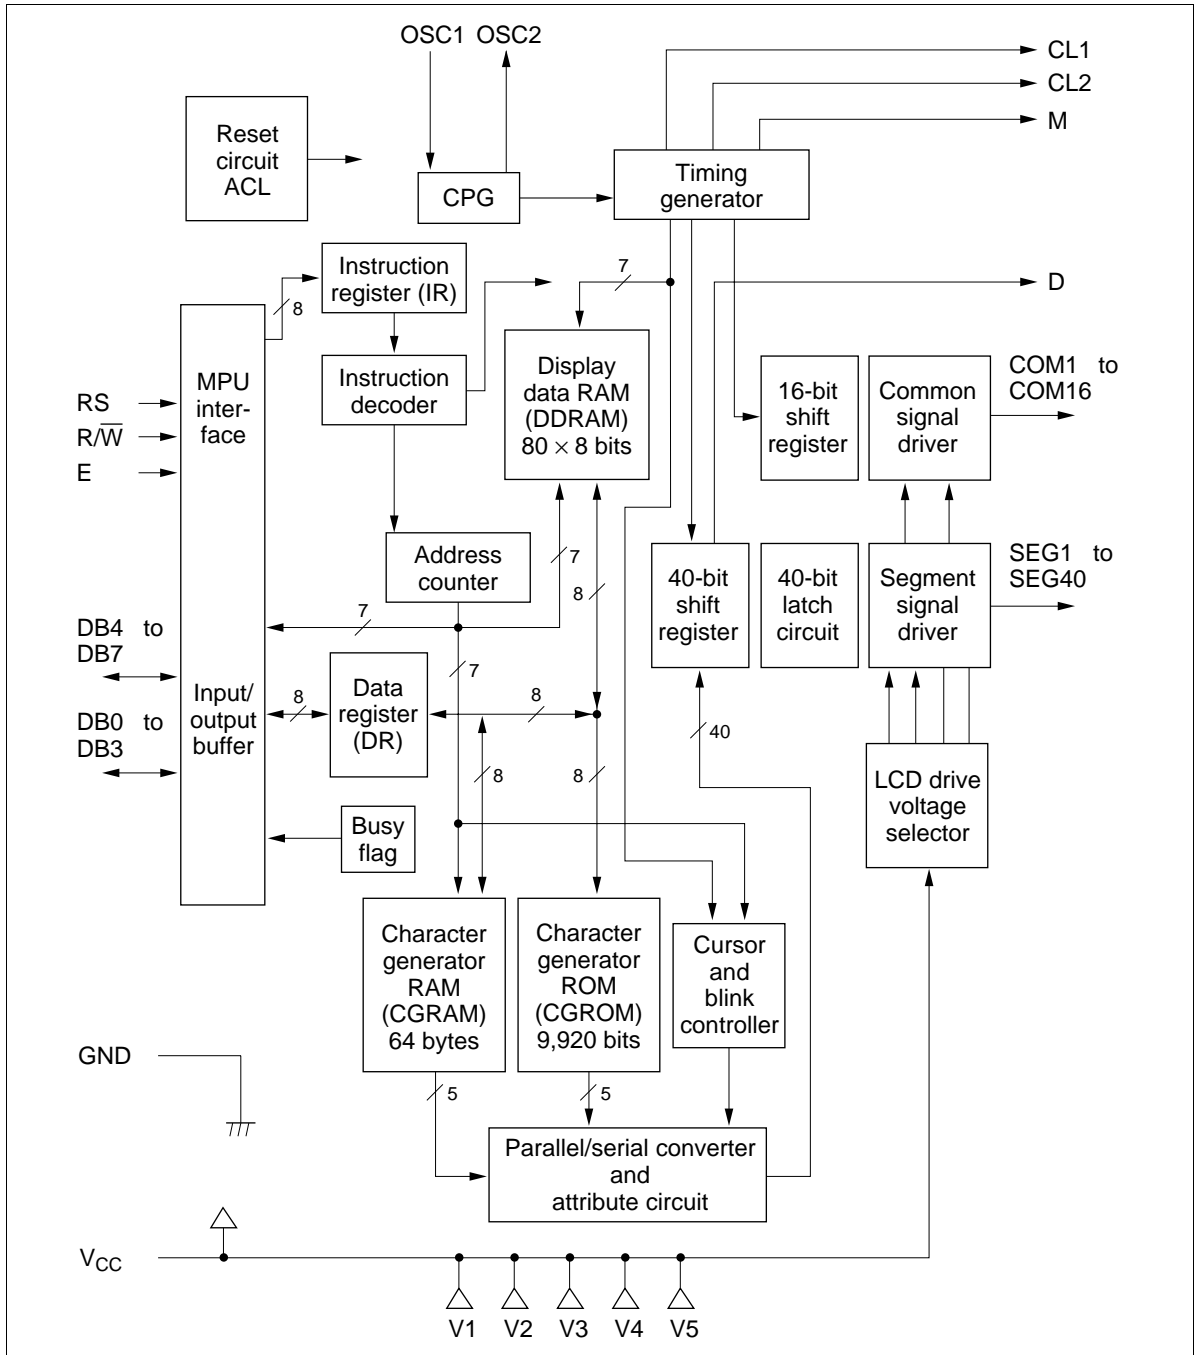 OSC1 OSC2
CL1
CL2
M
Reset
circuit
ACL
CPG
Timing
generator
Instruction
register (IR)
7
D
8
MPU
inter-
face
Instruction
decoder
Display
data RAM
(DDRAM)
80 × 8 bits
16-bit
shift
register
Common
signal
driver
COM1 to
COM16
RS
R/W̅
E
Address
counter
7
8
40-bit
shift
register
40-bit
latch
circuit
Segment
signal
driver
SEG1 to
SEG40
7
DB4 to
DB7
7
Input/
output
buffer
8
Data
register
(DR)
8
DB0 to
DB3
40
8
8
LCD drive
voltage
selector
Busy
flag
Character
generator
RAM
(CGRAM)
64 bytes
Character
generator
ROM
(CGROM)
9,920 bits
Cursor
and
blink
controller
GND
5
5
Parallel/serial converter
and
attribute circuit
VCC
V1 V2 V3 V4 V5